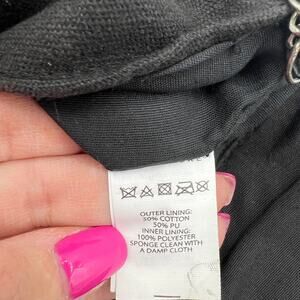 OUTER LINING:
50% COTTON
50% PU
INNER LINING:
100% POLYESTER
SPONGE CLEAN WITH
A DAMP CLOTH